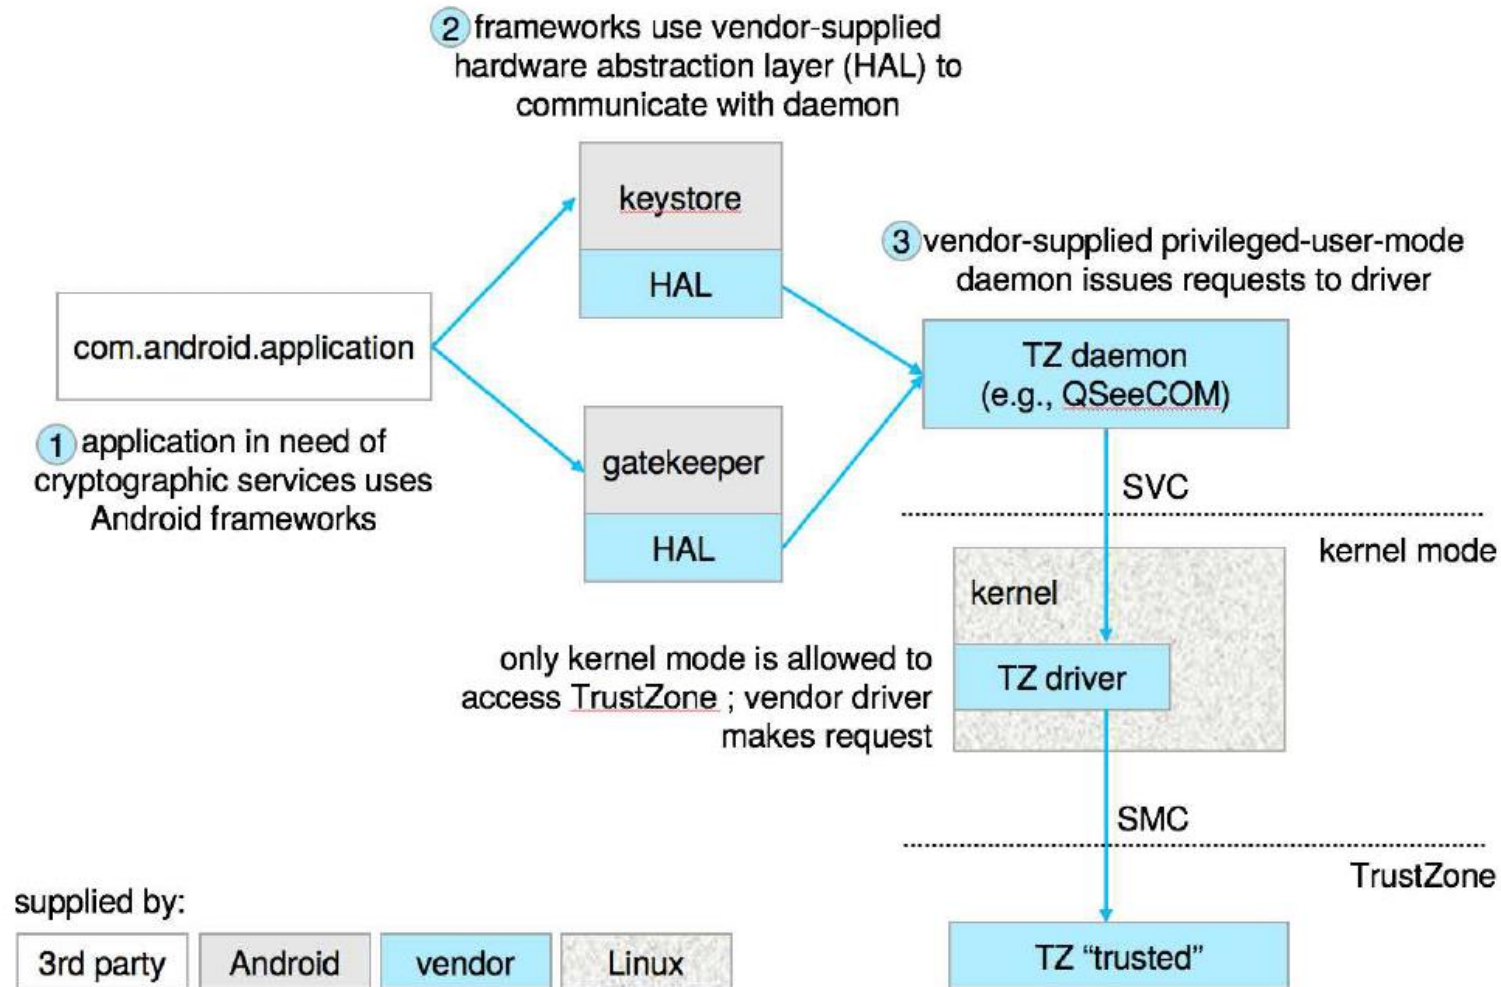 2 frameworks use vendor-supplied
hardware abstraction layer (HAL) to
communicate with daemon
keystore
HAL
3 vendor-supplied privileged-user-mode
daemon issues requests to driver
com.android.application
TZ daemon
(e.g., QSeeCOM)
1 application in need of
cryptographic services uses
Android frameworks
gatekeeper
HAL
SVC
kernel mode
kernel
only kernel mode is allowed to
access TrustZone ; vendor driver
makes request
TZ driver
SMC
TrustZone
supplied by:
3rd party
Android
vendor
Linux
TZ “trusted”